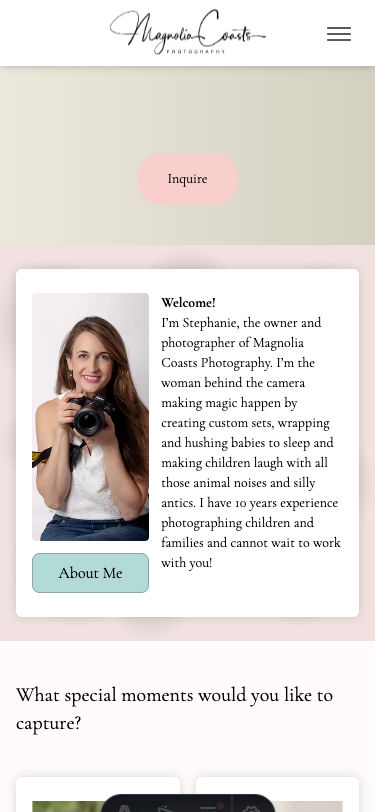 Magnolia Coasts
PHOTOGRAPHY
Inquire
Welcome!
I'm Stephanie, the owner and
photographer of Magnolia
Coasts Photography. I'm the
woman behind the camera
making magic happen by
creating custom sets, wrapping
and hushing babies to sleep and
making children laugh with all
those animal noises and silly
antics. I have 10 years experience
photographing children and
families and cannot wait to work
with you!
About Me
What special moments would you like to
capture?